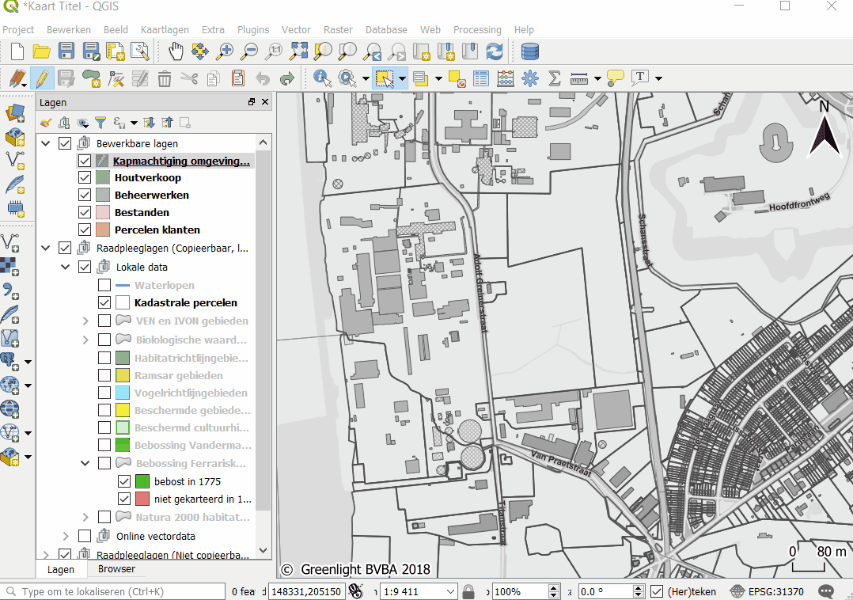 *Kaart Titel - QGIS
Project Bewerken Beeld Kaartlagen Extra Plugins Vector Raster Database Web Processing Help
Lagen
Bewerkbare lagen
Kapmachtiging omgeving...
Houtverkoop
Beheerwerken
Bestanden
Percelen klanten
Raadpleeglagen (Copieerbaar, l...
Lokale data
Waterlopen
Kadastrale percelen
VEN en IVON gebieden
Biologische waard...
Habitatrichtlijngebie...
Ramsar gebieden
Vogelrichtlijngebieden
Beschermde gebiede...
Beschermd cultuurhi...
Bebossing Vanderma...
Bebossing Ferrarisk...
bebost in 1775
niet gekarteerd in 1...
Natura 2000 habitat...
Online vectordata
Raadpleeglagen (Niet copieerba...
Lagen Browser
N
Hoofdfrontweg
Schansstraat
Adolf Greinerstraat
Van Praetstraat
0 80 m
© Greenlight BVBA 2018
Type om te lokaliseren (Ctrl+K)
0 fea
148331,205150
1:9 411
100%
0.0 °
(Her)teken
EPSG:31370